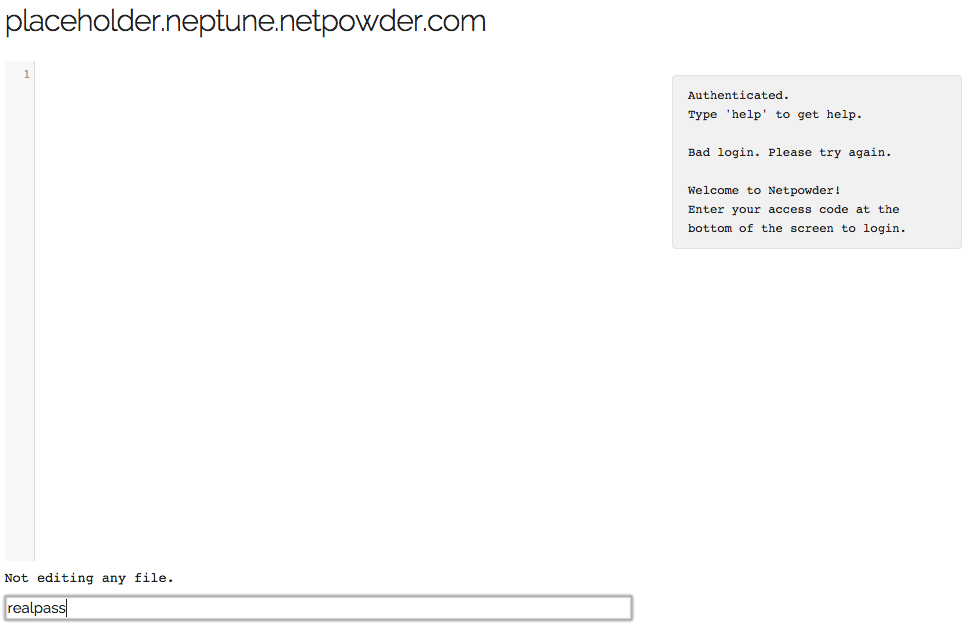 placeholder.neptune.netpowder.com
1
Authenticated.
Type 'help' to get help.
Bad login. Please try again.
Welcome to Netpowder!
Enter your access code at the
bottom of the screen to login.
Not editing any file.
realpass